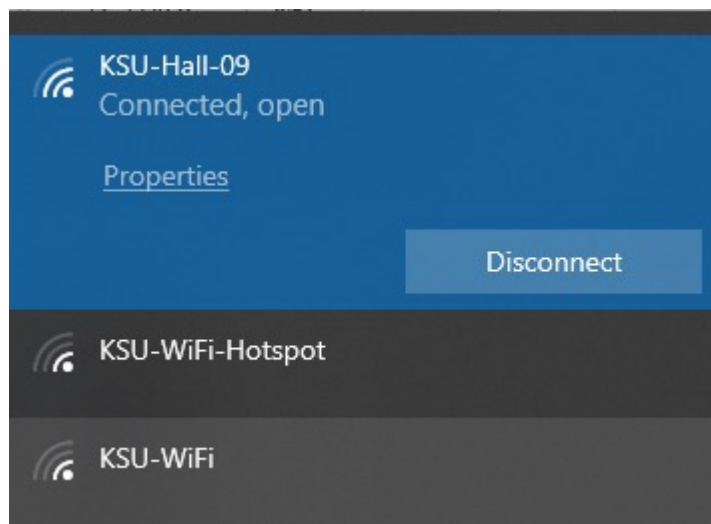 KSU-Hall-09
Connected, open
Properties
Disconnect
KSU-WiFi-Hotspot
KSU-WiFi